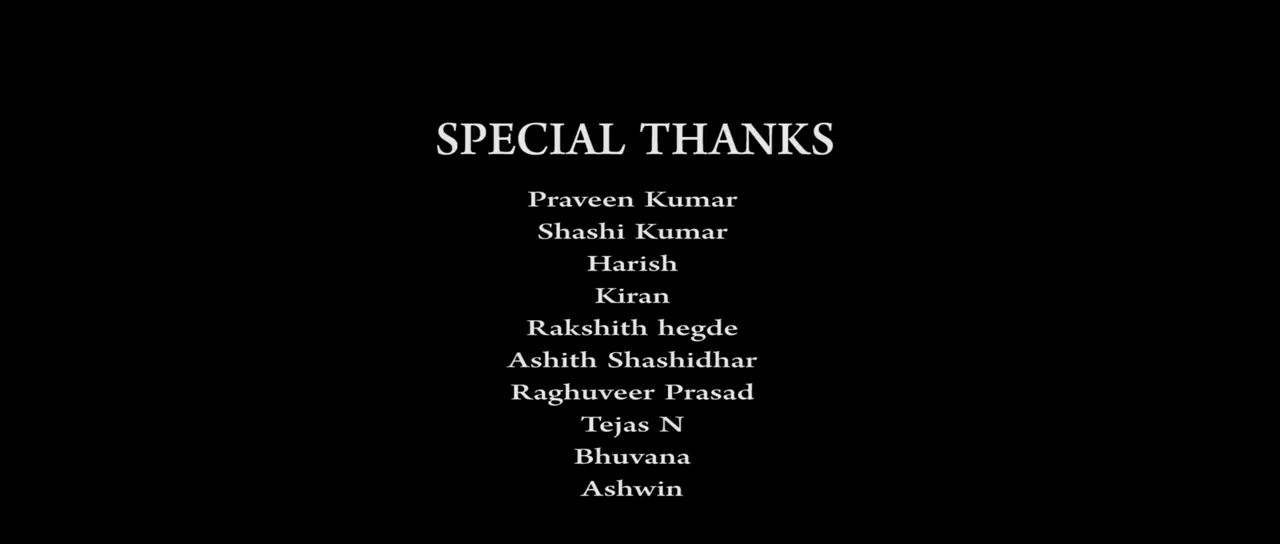 SPECIAL THANKS
Praveen Kumar
Shashi Kumar
Harish
Kiran
Rakshith hegde
Ashith Shashidhar
Raghuveer Prasad
Tejas N
Bhuvana
Ashwin